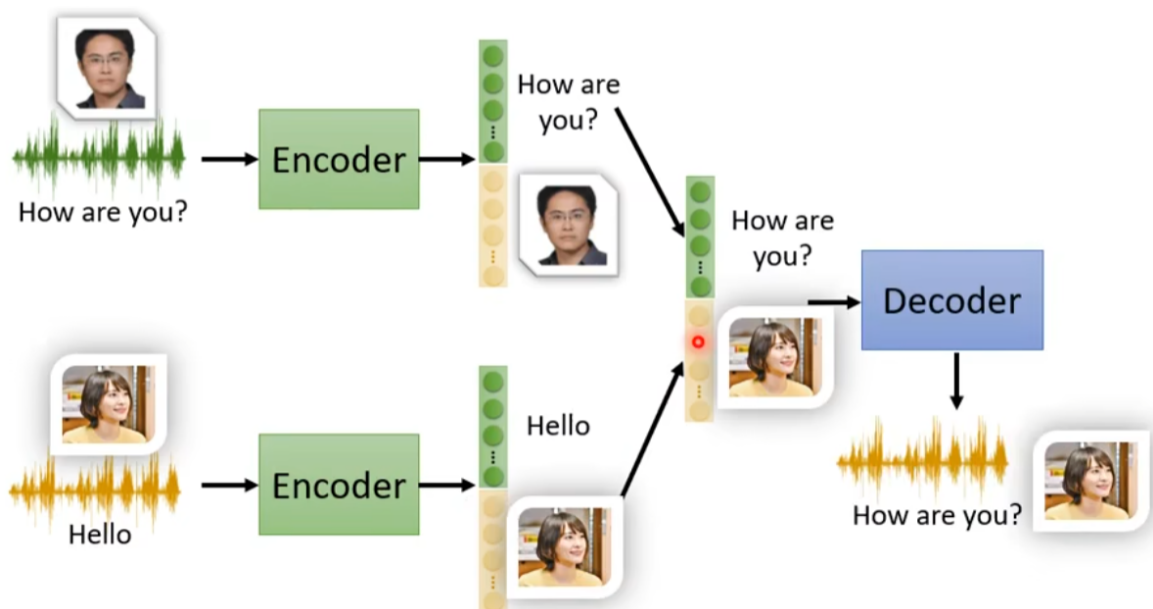 How are you?
Encoder
How are
you?
How are
you?
Decoder
Hello
Encoder
Hello
How are you?